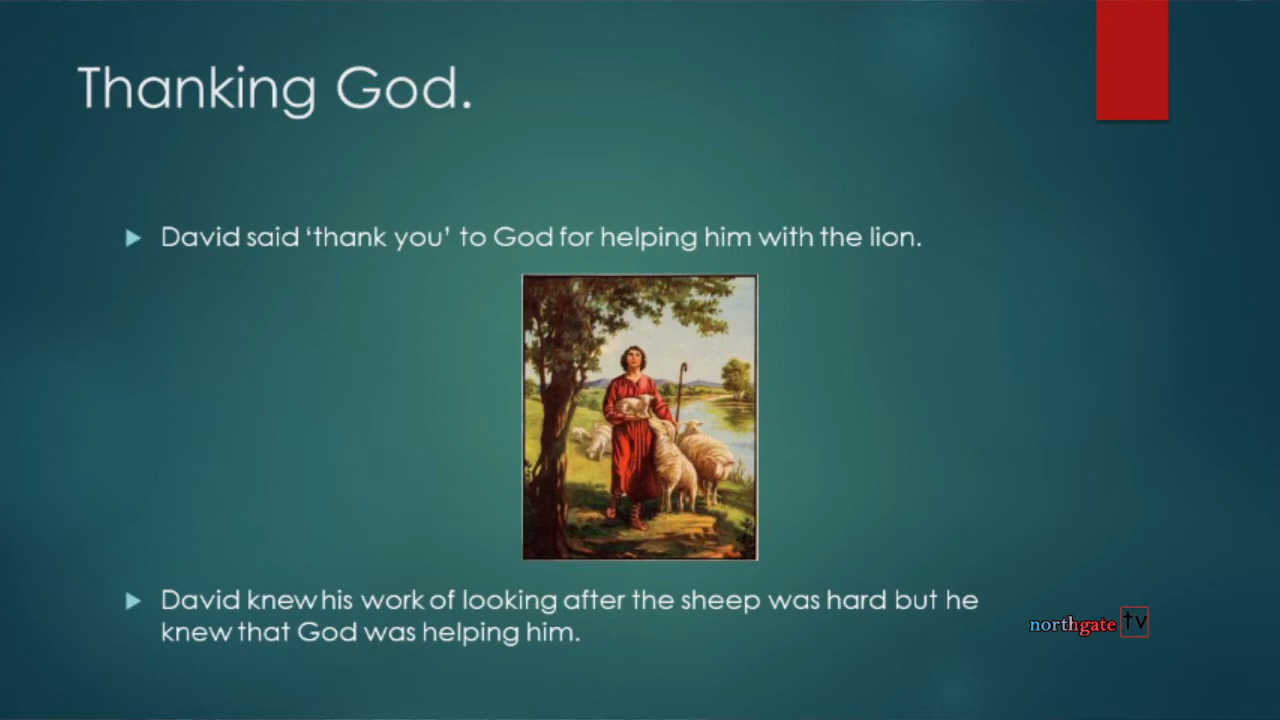 Thanking God.
David said ‘thank you’ to God for helping him with the lion.
David knew his work of looking after the sheep was hard but he
knew that God was helping him.
northgate tv